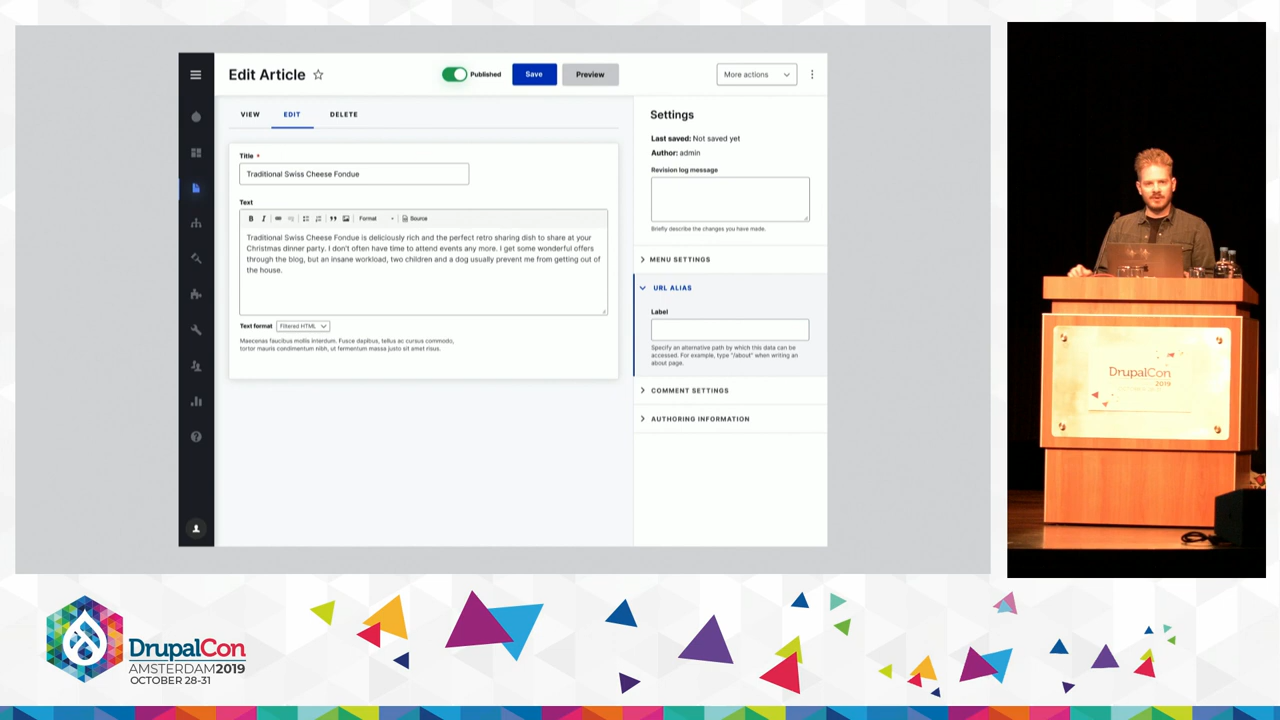 Edit Article
Published
Save
Preview
More actions
VIEW
EDIT
DELETE
Title *
Traditional Swiss Cheese Fondue
Text
B I Format Source
Traditional Swiss Cheese Fondue is deliciously rich and the perfect retro sharing dish to share at your
Christmas dinner party. I don't often have time to attend events any more. I get some wonderful offers
through the blog, but an insane workload, two children and a dog usually prevent me from getting out of
the house.
Text format Filtered HTML
Maecenas faucibus mollis interdum. Fusce dapibus, tellus ac cursus commodo,
tortor mauris condimentum nibh, ut fermentum massa justo sit amet risus.
Settings
Last saved: Not saved yet
Author: admin
Revision log message
Briefly describe the changes you have made.
MENU SETTINGS
URL ALIAS
Label
Specify an alternative path by which this data can be
accessed. For example, type "/about" when writing an
about page.
COMMENT SETTINGS
AUTHORING INFORMATION
DrupalCon
2019
DrupalCon
AMSTERDAM2019
OCTOBER 28-31